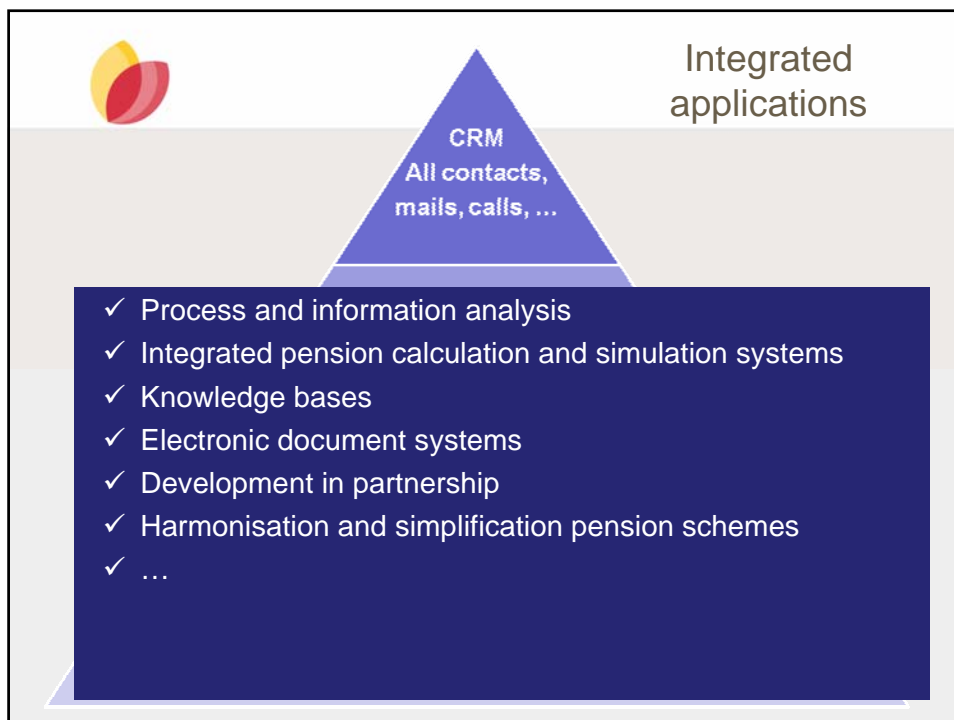 Integrated
applications
CRM
All contacts,
mails, calls, ...
✓ Process and information analysis
✓ Integrated pension calculation and simulation systems
✓ Knowledge bases
✓ Electronic document systems
✓ Development in partnership
✓ Harmonisation and simplification pension schemes
✓ …